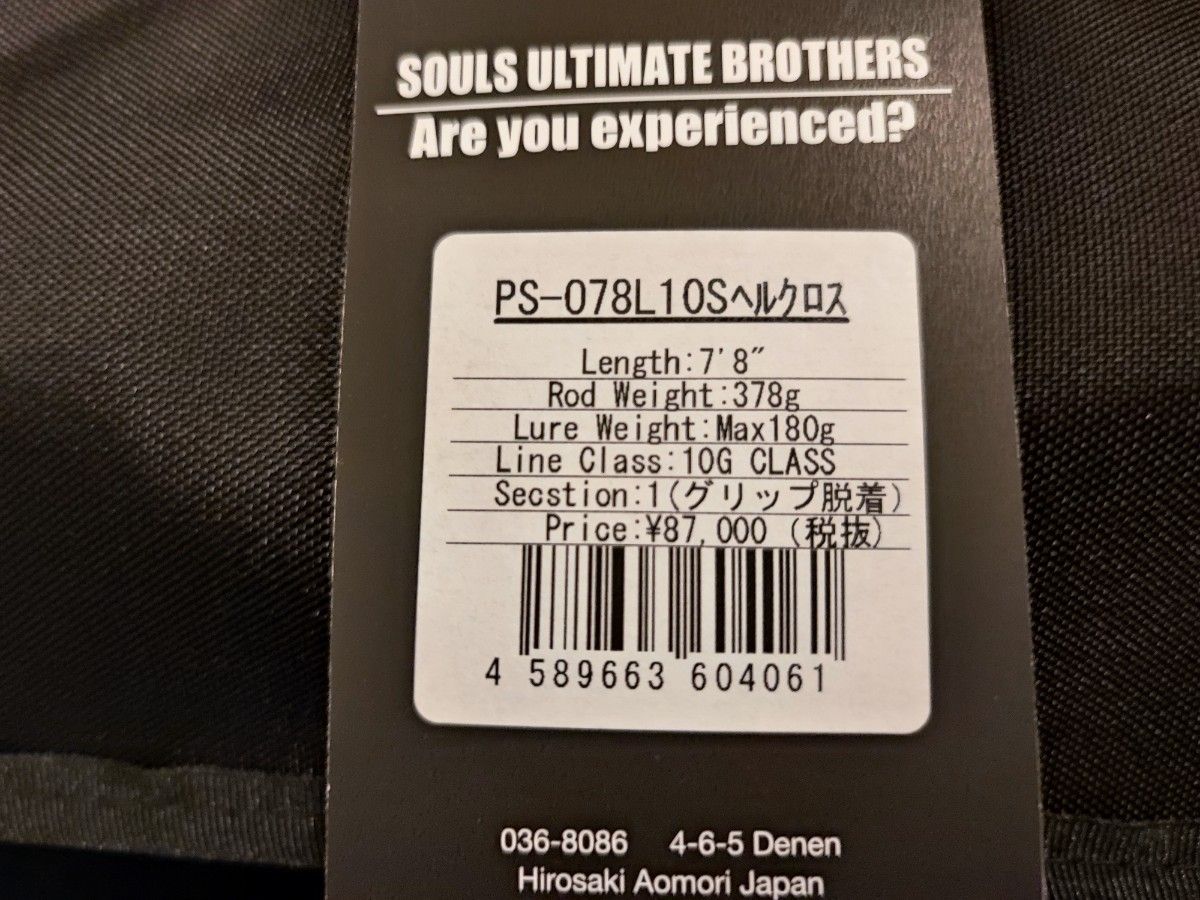 SOULS ULTIMATE BROTHERS
Are you experienced?
PS-078L10Sヘルクロス
Length:7'8"
Rod Weight:378g
Lure Weight:Max180g
Line Class:10G CLASS
Secstion:1(グリップ脱着)
Price:¥87,000 (税抜)
4 589663 604061
036-8086 4-6-5 Denen
Hirosaki Aomori Japan